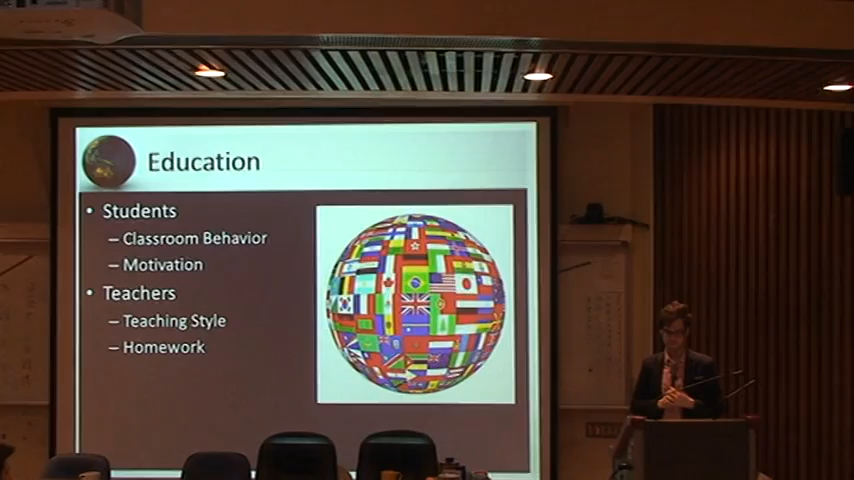 Education
• Students
– Classroom Behavior
– Motivation
• Teachers
– Teaching Style
– Homework